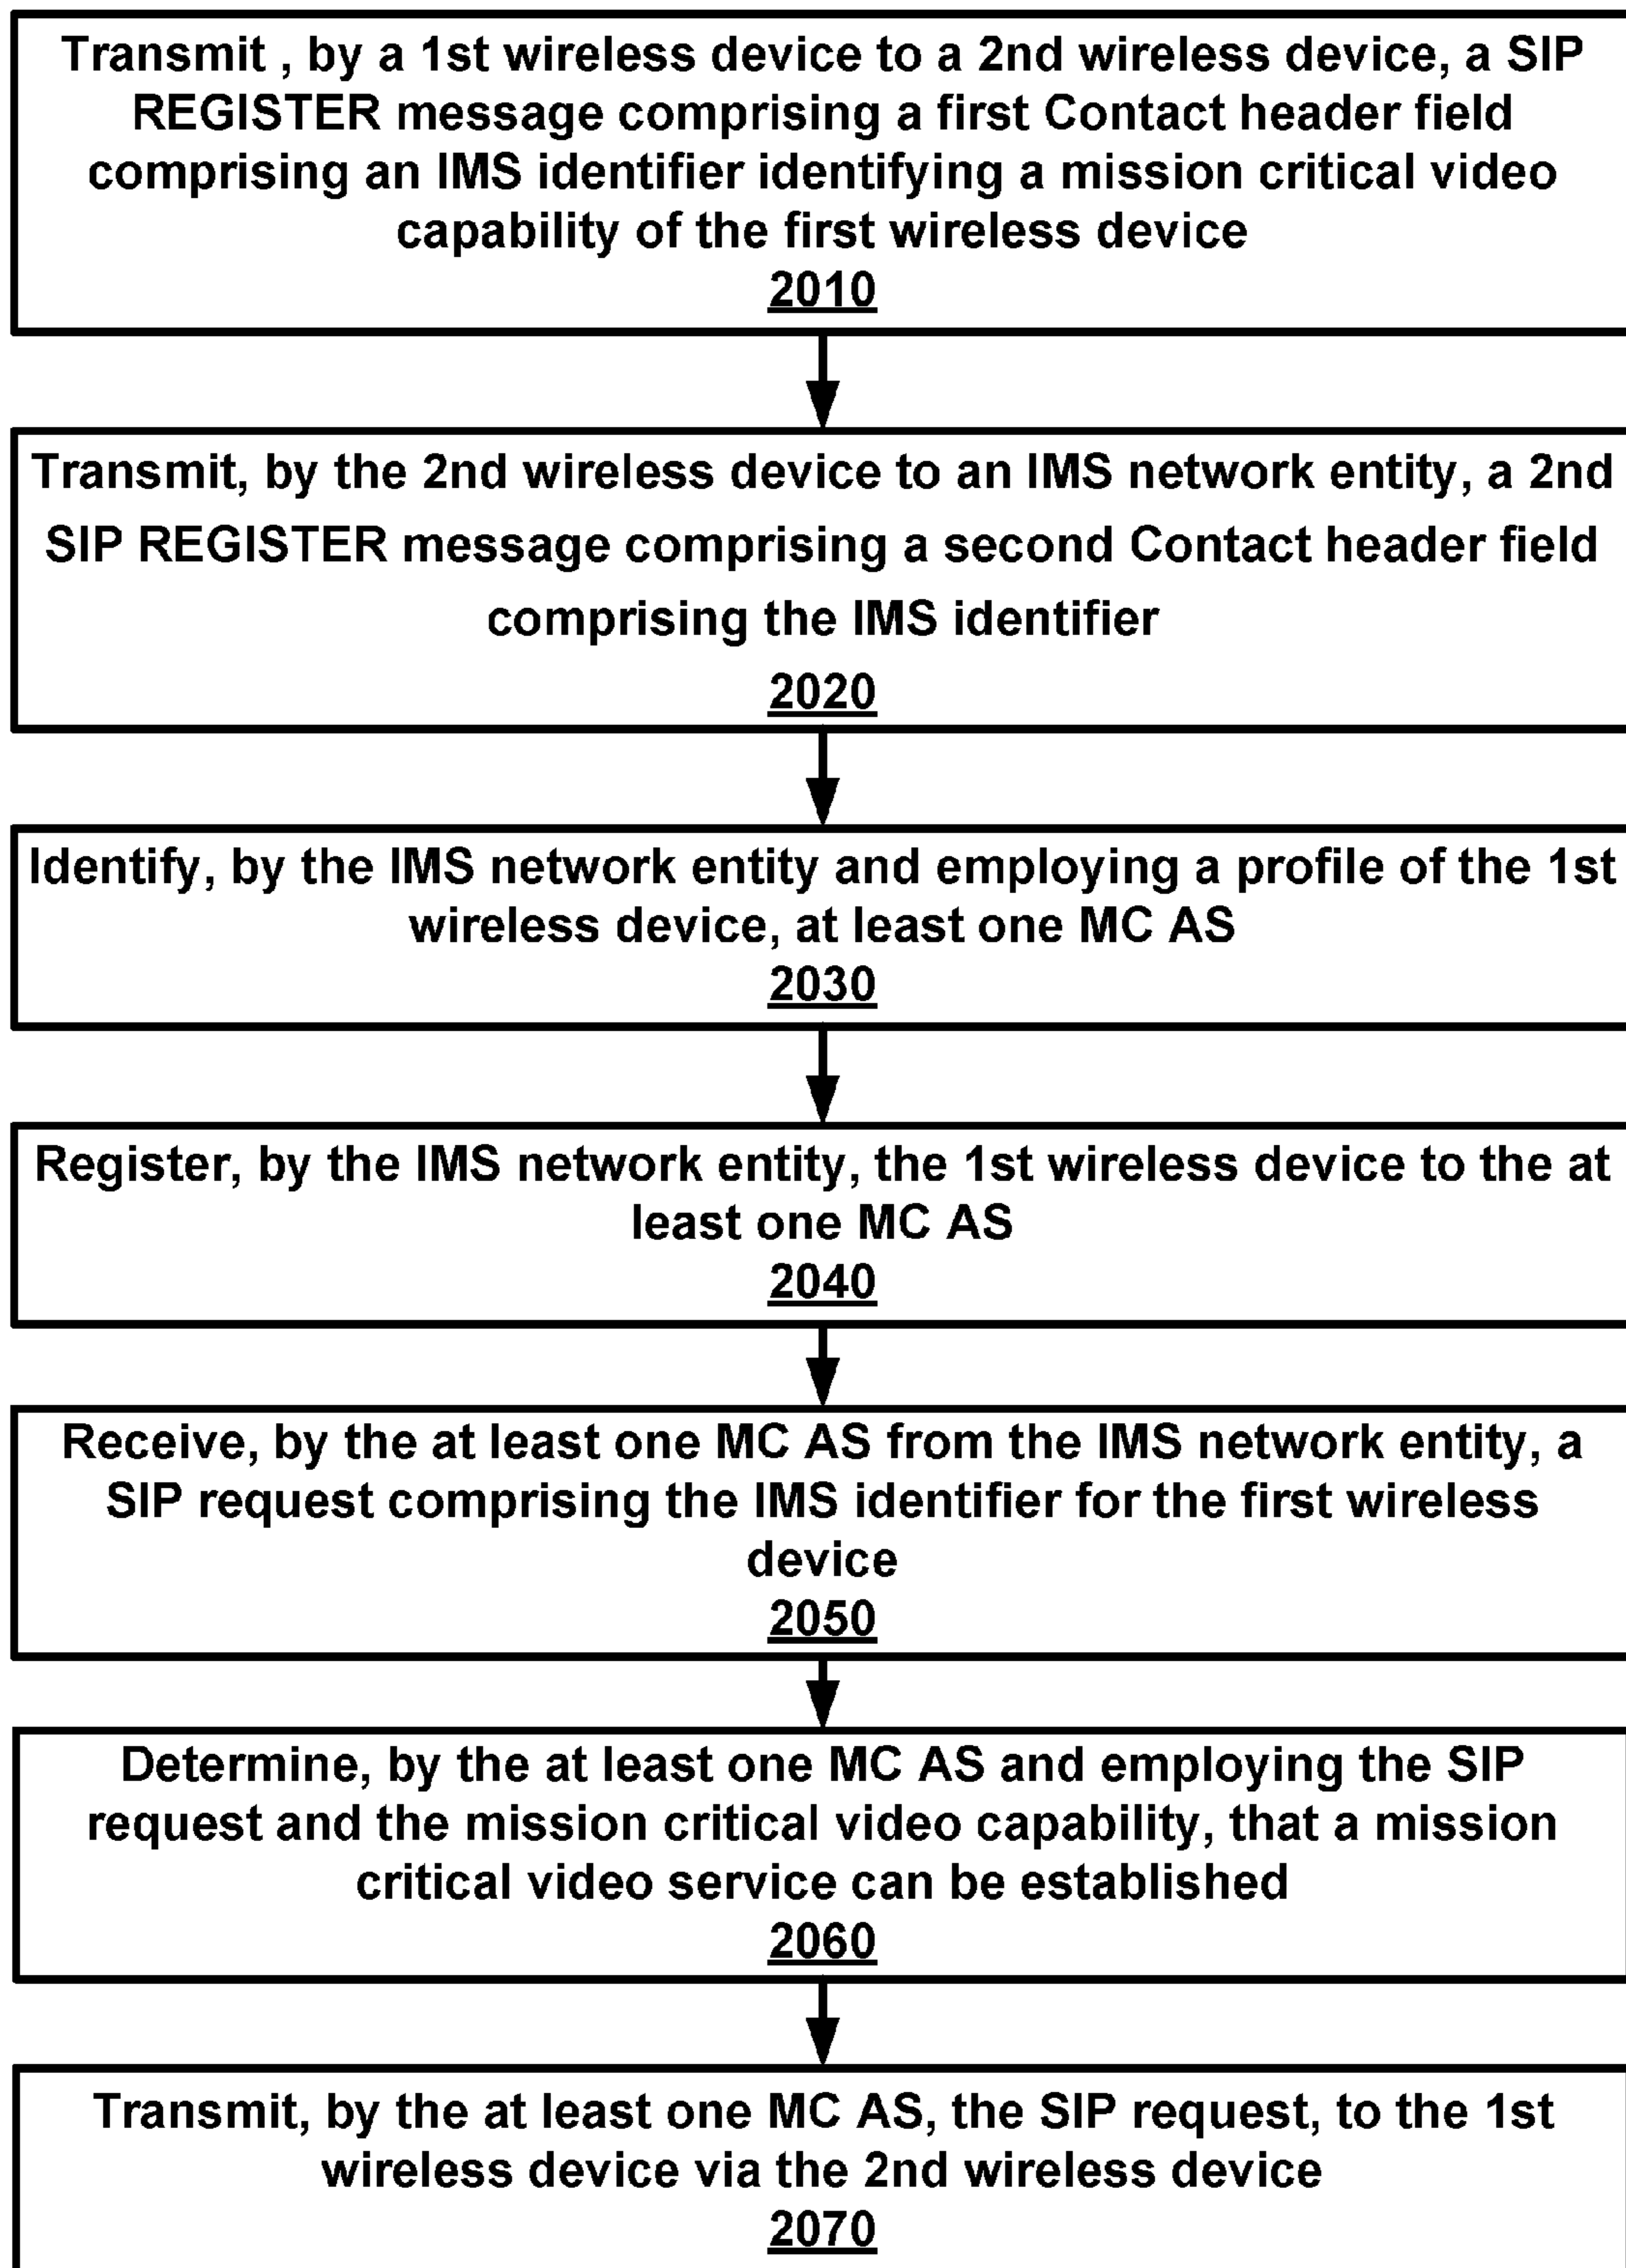 Transmit , by a 1st wireless device to a 2nd wireless device, a SIP
REGISTER message comprising a first Contact header field
comprising an IMS identifier identifying a mission critical video
capability of the first wireless device
2010
Transmit, by the 2nd wireless device to an IMS network entity, a 2nd
SIP REGISTER message comprising a second Contact header field
comprising the IMS identifier
2020
Identify, by the IMS network entity and employing a profile of the 1st
wireless device, at least one MC AS
2030
Register, by the IMS network entity, the 1st wireless device to the at
least one MC AS
2040
Receive, by the at least one MC AS from the IMS network entity, a
SIP request comprising the IMS identifier for the first wireless
device
2050
Determine, by the at least one MC AS and employing the SIP
request and the mission critical video capability, that a mission
critical video service can be established
2060
Transmit, by the at least one MC AS, the SIP request, to the 1st
wireless device via the 2nd wireless device
2070